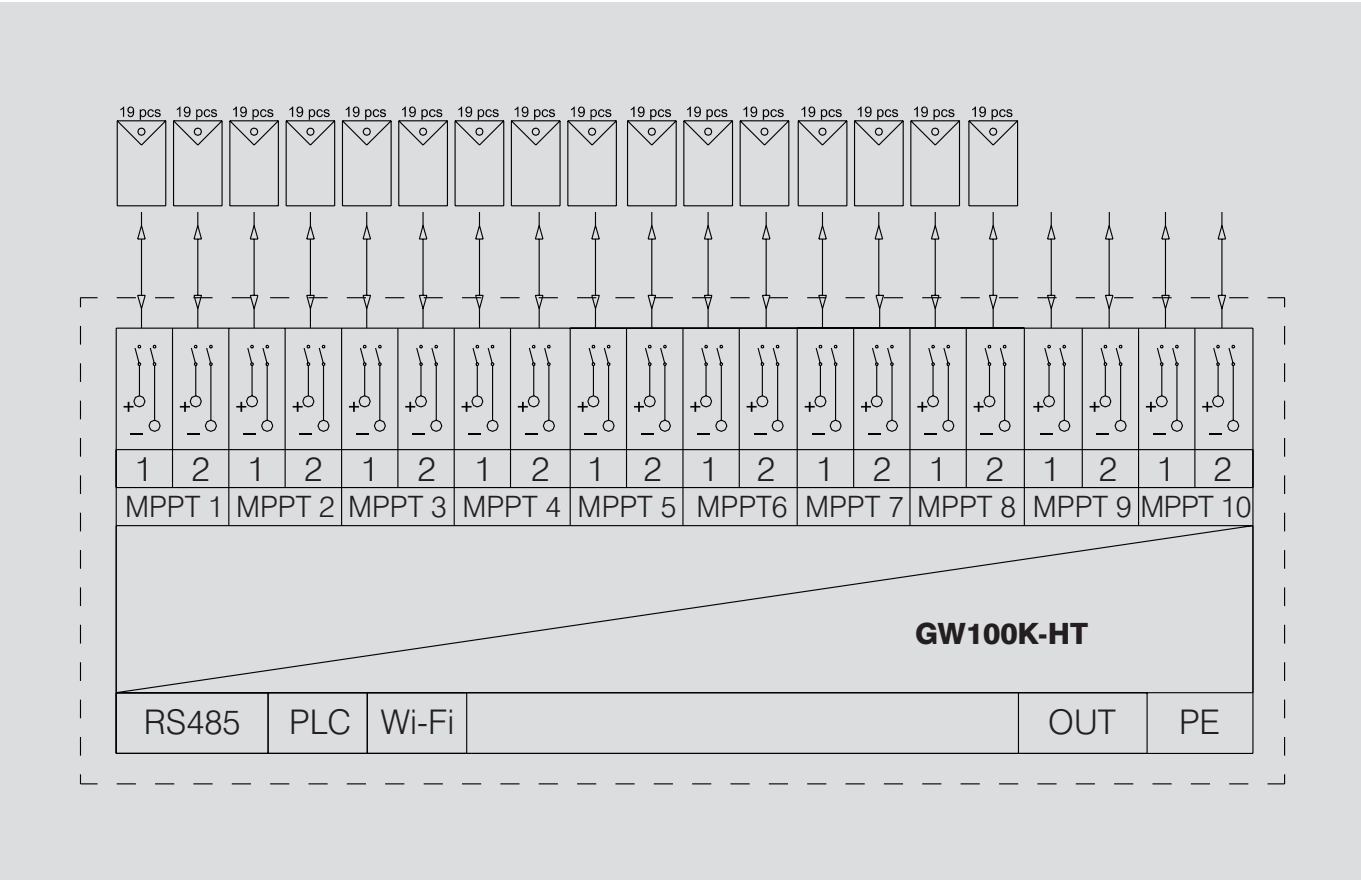 19 pcs 19 pcs 19 pcs 19 pcs 19 pcs 19 pcs 19 pcs 19 pcs 19 pcs 19 pcs 19 pcs 19 pcs 19 pcs 19 pcs 19 pcs 19 pcs
+ + + + + + + + + + + + + + + + + + + +
− − − − − − − − − − − − − − − − − − − −
1 2 1 2 1 2 1 2 1 2 1 2 1 2 1 2 1 2 1 2
MPPT 1 MPPT 2 MPPT 3 MPPT 4 MPPT 5 MPPT6 MPPT 7 MPPT 8 MPPT 9 MPPT 10
GW100K-HT
RS485 PLC Wi-Fi OUT PE